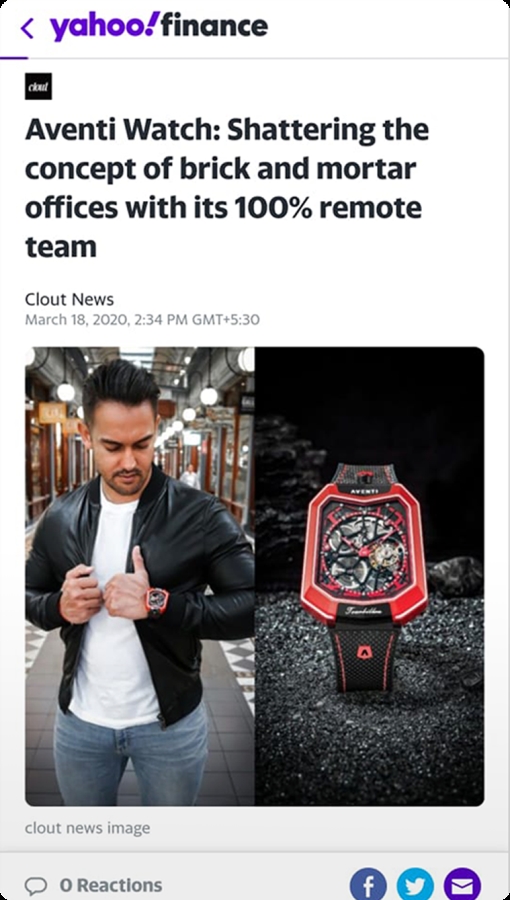 yahoo!finance
clout
Aventi Watch: Shattering the
concept of brick and mortar
offices with its 100% remote
team
Clout News
March 18, 2020, 2:34 PM GMT+5:30
AVENTI
Tourbillon
clout news image
0 Reactions